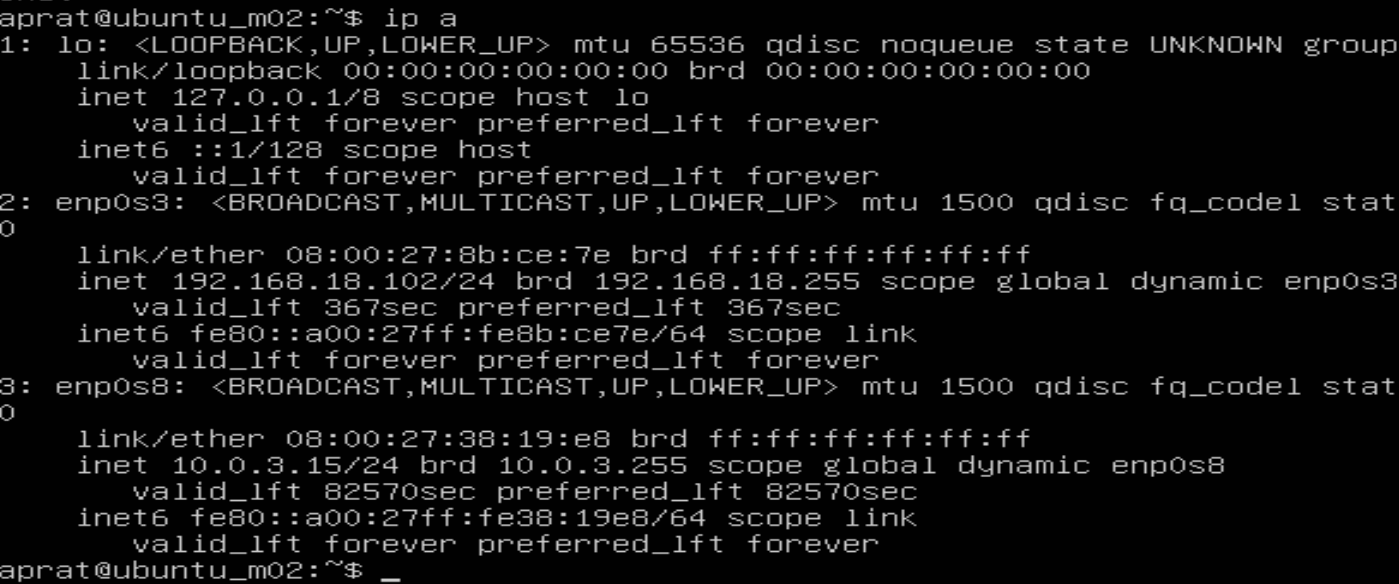 aprat@ubuntu_m02:~$ ip a
1: lo: <LOOPBACK,UP,LOWER_UP> mtu 65536 qdisc noqueue state UNKNOWN group
link/loopback 00:00:00:00:00:00 brd 00:00:00:00:00:00
inet 127.0.0.1/8 scope host lo
valid_lft forever preferred_lft forever
inet6 ::1/128 scope host
valid_lft forever preferred_lft forever
2: enp0s3: <BROADCAST,MULTICAST,UP,LOWER_UP> mtu 1500 qdisc fq_codel stat
0
link/ether 08:00:27:8b:ce:7e brd ff:ff:ff:ff:ff:ff
inet 192.168.18.102/24 brd 192.168.18.255 scope global dynamic enp0s3
valid_lft 367sec preferred_lft 367sec
inet6 fe80::a00:27ff:fe8b:ce7e/64 scope link
valid_lft forever preferred_lft forever
3: enp0s8: <BROADCAST,MULTICAST,UP,LOWER_UP> mtu 1500 qdisc fq_codel stat
0
link/ether 08:00:27:38:19:e8 brd ff:ff:ff:ff:ff:ff
inet 10.0.3.15/24 brd 10.0.3.255 scope global dynamic enp0s8
valid_lft 82570sec preferred_lft 82570sec
inet6 fe80::a00:27ff:fe38:19e8/64 scope link
valid_lft forever preferred_lft forever
aprat@ubuntu_m02:~$ _